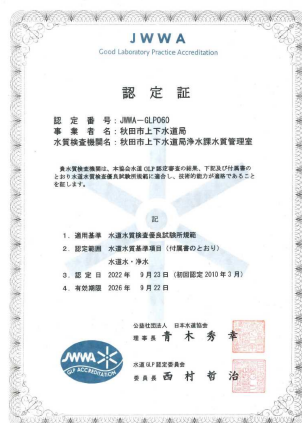 JWWA
Good Laboratory Practice Accreditation
認定証
認定番号：JWWA－GLP060
事業者名：秋田市上下水道局
水質検査機関名：秋田市上下水道局浄水課水質管理室
貴水質検査機関は、本協会水道GLP認定審査の結果、下記及び付属書の
とおり水道水質検査優良試験所規範に適合し、技術的能力が適格であること
を証します。
記
1．適用基準 水道水質検査優良試験所規範
2．認定範囲 水道水質基準項目（付属書のとおり）
水道水・浄水
3．認定日 2022年 9月23日（初回認定2010年3月）
4．有効期限 2026年 9月22日
公益社団法人 日本水道協会
理事長 青木秀幸
水道GLP認定委員会
委員長 西村哲治
JWWA
GLP ACCREDITATION